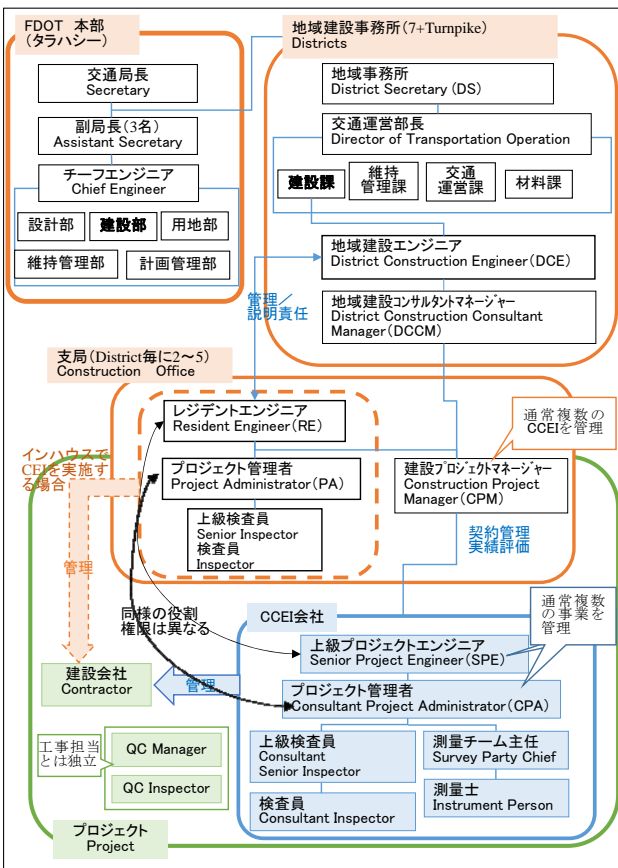 FDOT 本部
（タラハシー）
交通局長
Secretary
副局長（3名）
Assistant Secretary
チーフエンジニア
Chief Engineer
設計部
建設部
用地部
維持管理部
計画管理部
地域建設事務所（7+Turnpike）
Districts
地域事務所
District Secretary (DS)
交通運営部長
Director of Transportation Operation
建設課
維持
管理課
交通
運営課
材料課
地域建設エンジニア
District Construction Engineer（DCE）
地域建設コンサルタントマネージャー
District Construction Consultant
Manager（DCCM）
管理／
説明責任
支局（District毎に2～5）
Construction Office
レジデントエンジニア
Resident Engineer（RE）
プロジェクト管理者
Project Administrator（PA）
上級検査員
Senior Inspector
検査員
Inspector
通常複数の
CCEIを管理
建設プロジェクトマネージャー
Construction Project
Manager（CPM）
インハウスで
CEIを実施す
る場合
管理
契約管理
実績評価
同様の役割
権限は異なる
CCEI会社
通常複数
の事業を
管理
上級プロジェクトエンジニア
Senior Project Engineer（SPE）
プロジェクト管理者
Consultant Project Administrator（CPA）
上級検査員
Consultant
Senior Inspector
測量チーム主任
Survey Party Chief
検査員
Consultant Inspector
測量士
Instrument Person
管理
建設会社
Contractor
工事担当
とは独立
QC Manager
QC Inspector
プロジェクト
Project